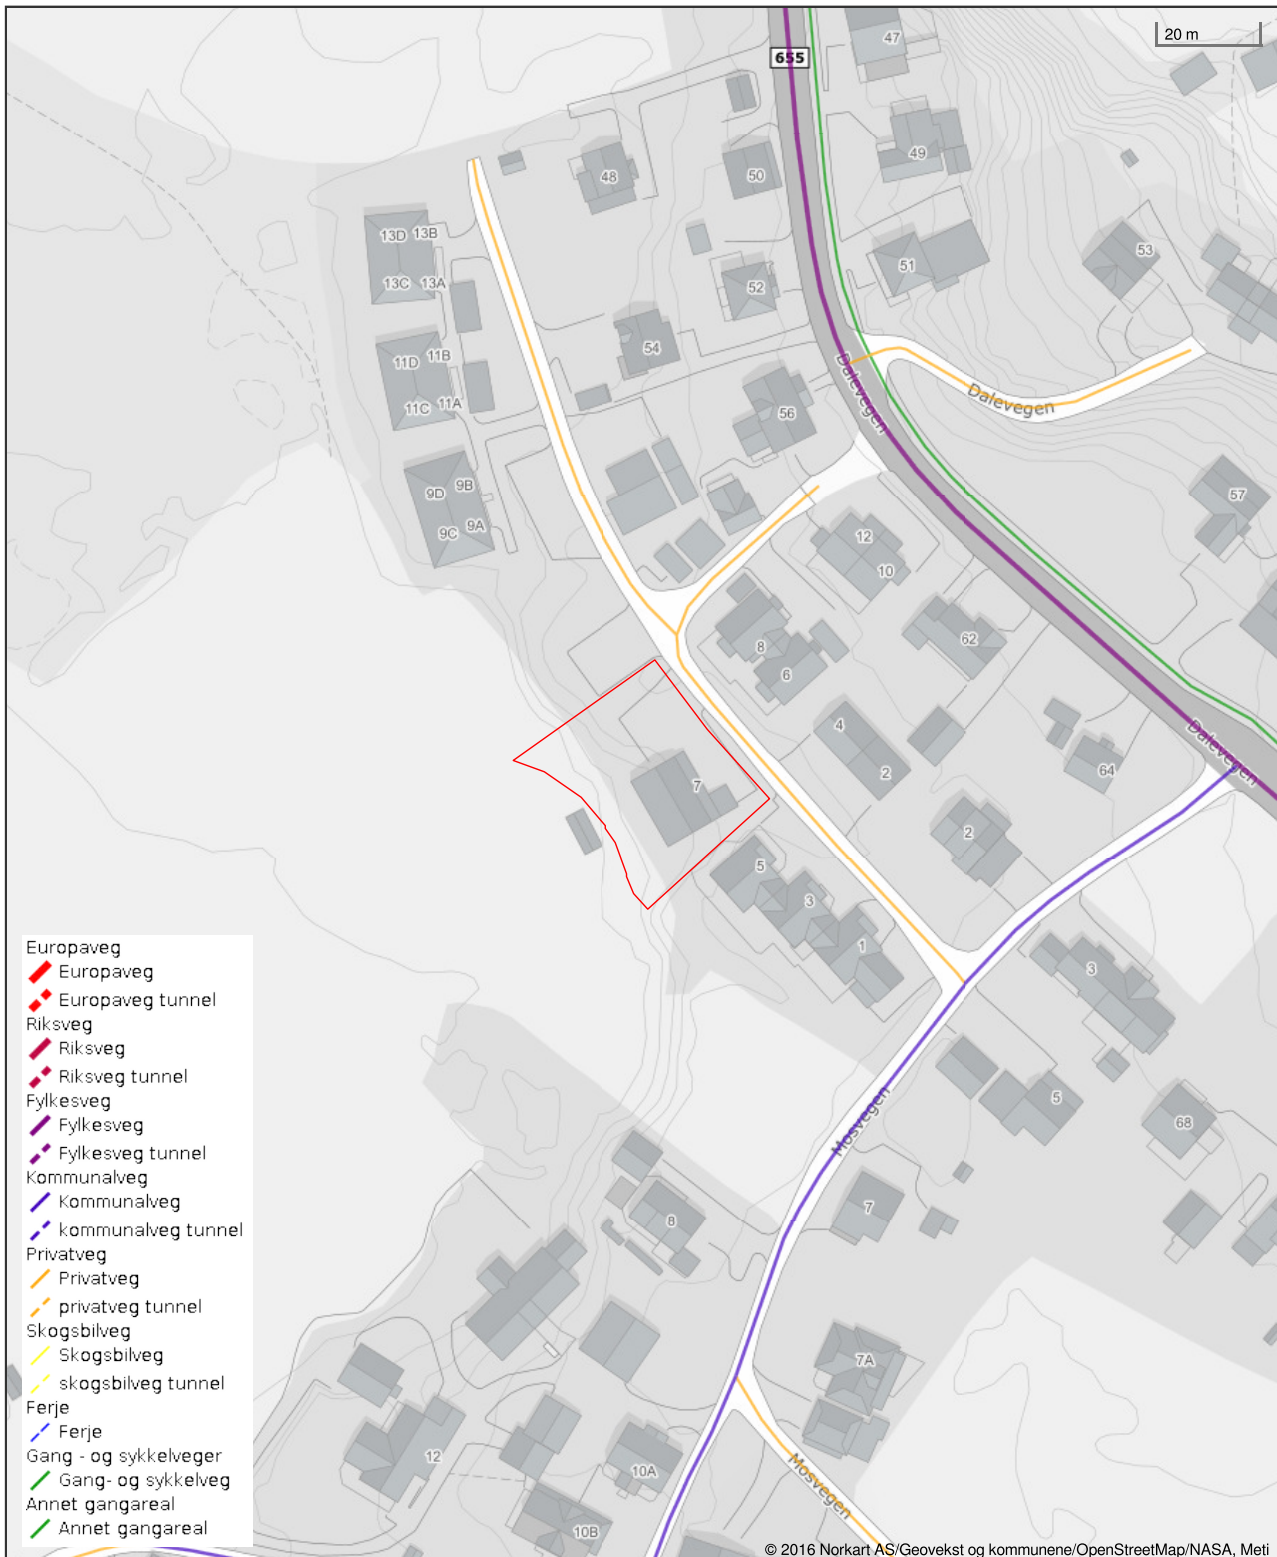 20 m
47
655
49
48
50
53
13D 13B
51
13C 13A
52
54
11D 11B
Dalevegen
Dalevegen
11C 11A
56
9D 9B
57
9C 9A
12
10
62
8
6
4
7
2
64
Dalevegen
2
5
3
1
3
5
68
Mosvegen
7
8
7A
12
10A
Mosvegen
10B
Europaveg
Europaveg
Europaveg tunnel
Riksveg
Riksveg
Riksveg tunnel
Fylkesveg
Fylkesveg
Fylkesveg tunnel
Kommunalveg
Kommunalveg
kommunalveg tunnel
Privatveg
Privatveg
privatveg tunnel
Skogsbilveg
Skogsbilveg
skogsbilveg tunnel
Ferje
Ferje
Gang - og sykkelveger
Gang- og sykkelveg
Annet gangareal
Annet gangareal
© 2016 Norkart AS/Geovekst og kommunene/OpenStreetMap/NASA, Meti